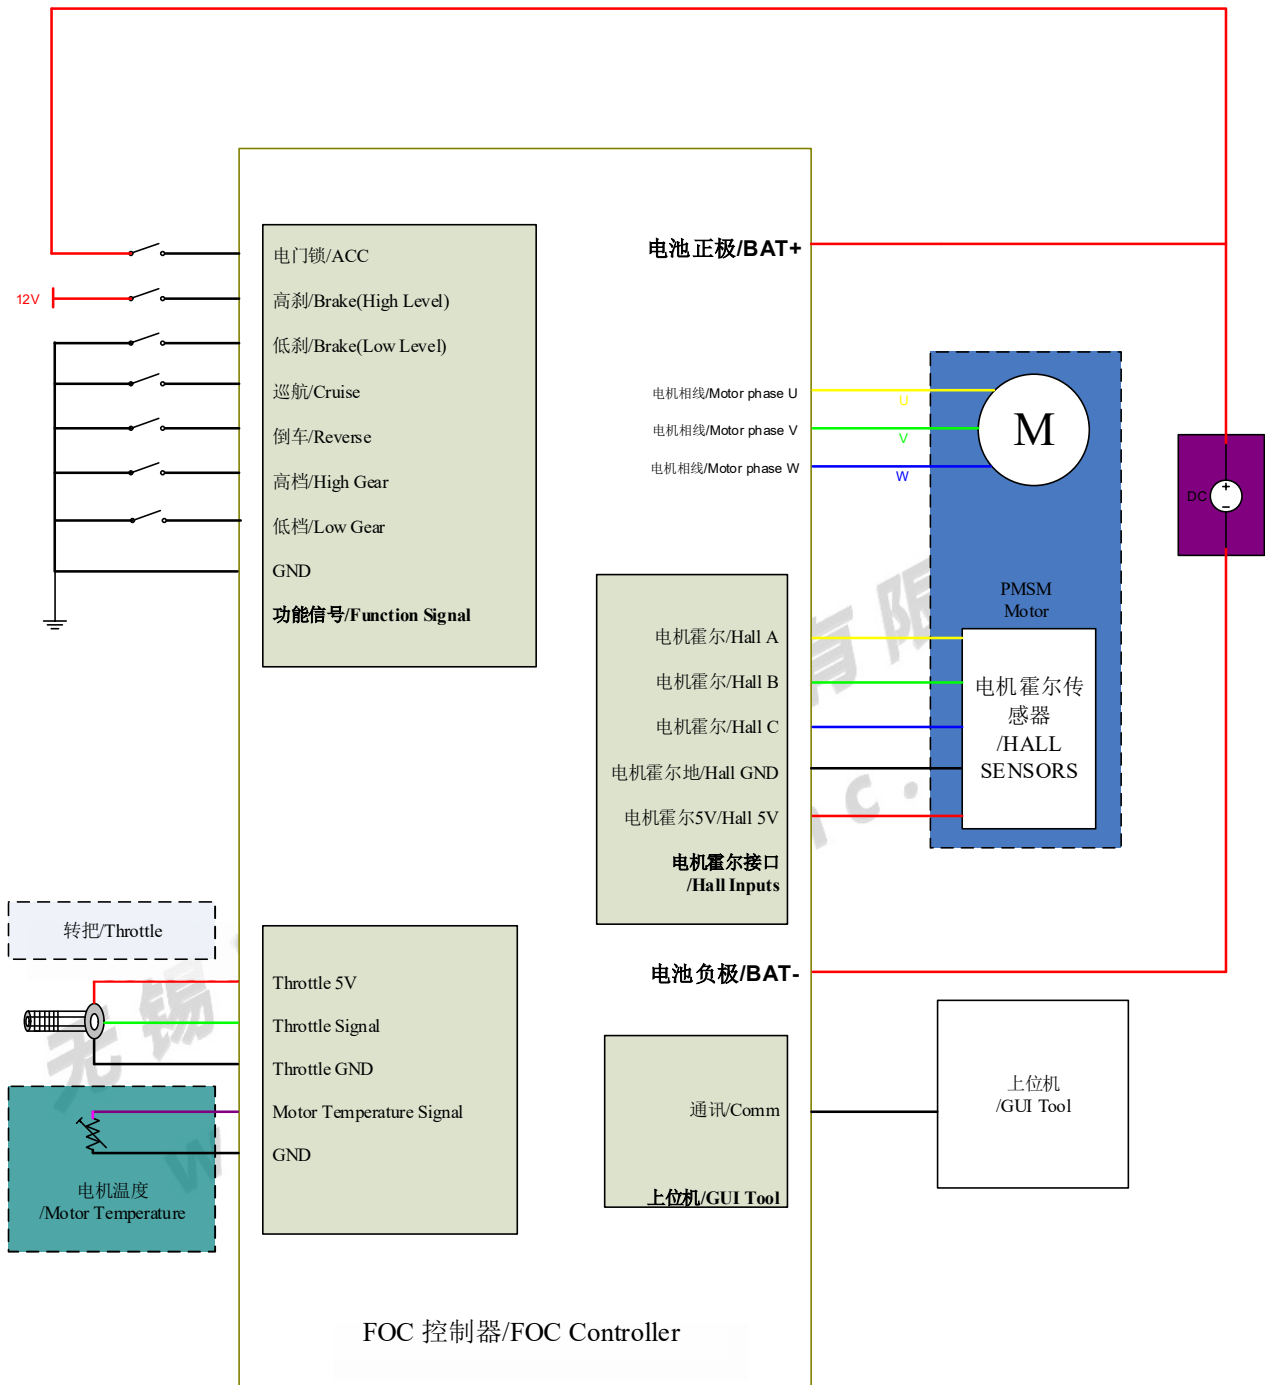 电门锁/ACC
12V
高刹/Brake(High Level)
低刹/Brake(Low Level)
巡航/Cruise
倒车/Reverse
高档/High Gear
低档/Low Gear
GND
功能信号/Function Signal
电池正极/BAT+
电机相线/Motor phase U
电机相线/Motor phase V
电机相线/Motor phase W
U
V
W
M
DC
PMSM
Motor
电机霍尔/Hall A
电机霍尔/Hall B
电机霍尔/Hall C
电机霍尔地/Hall GND
电机霍尔5V/Hall 5V
电机霍尔接口
/Hall Inputs
电机霍尔传
感器
/HALL
SENSORS
电池负极/BAT-
转把/Throttle
Throttle 5V
Throttle Signal
Throttle GND
Motor Temperature Signal
GND
电机温度
/Motor Temperature
通讯/Comm
上位机/GUI Tool
上位机
/GUI Tool
FOC 控制器/FOC Controller
无锡
有限